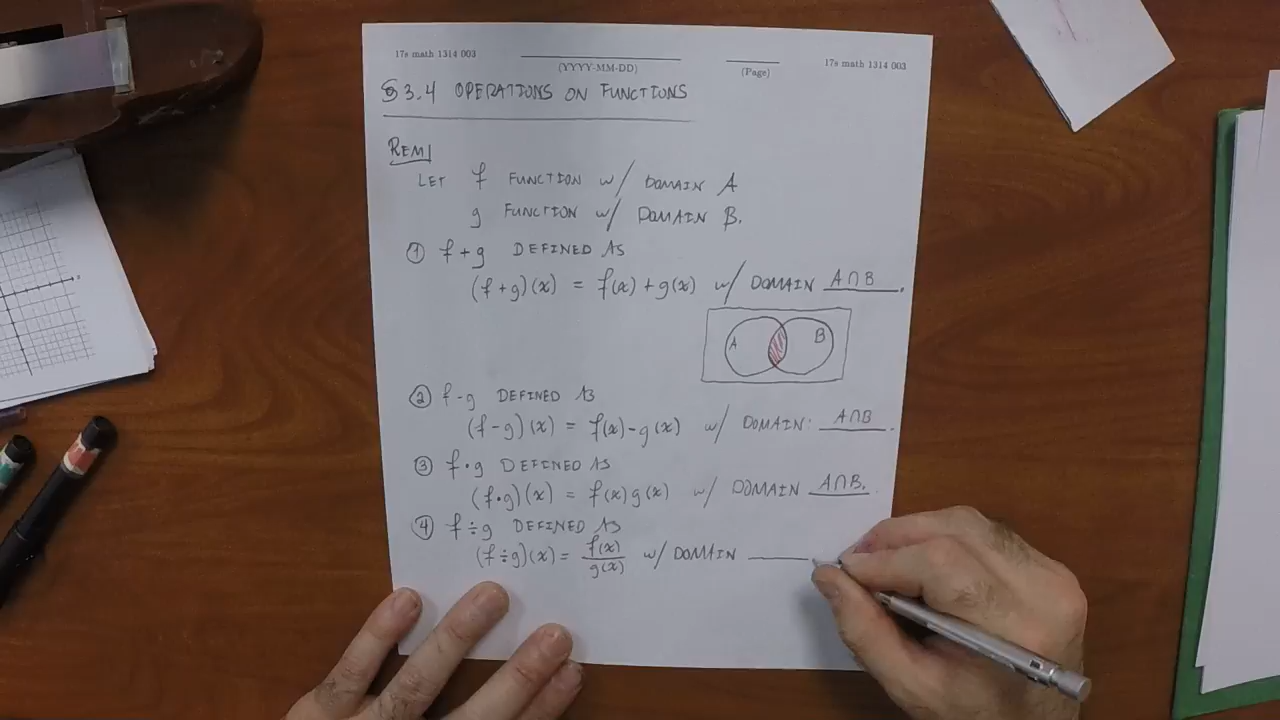 17s math 1314 003
(YYYY-MM-DD)
(Page)
17s math 1314 003
§ 3.4 OPERATIONS ON FUNCTIONS
REM
LET f FUNCTION w/ DOMAIN A
g FUNCTION w/ DOMAIN B.
① f+g DEFINED AS
(f+g)(x) = f(x)+g(x) w/ DOMAIN A∩B.
A B
② f-g DEFINED AS
(f-g)(x) = f(x)-g(x) w/ DOMAIN: A∩B.
③ f•g DEFINED AS
(f•g)(x) = f(x)g(x) w/ DOMAIN A∩B.
④ f÷g DEFINED AS
(f÷g)(x) = f(x)/g(x) w/ DOMAIN